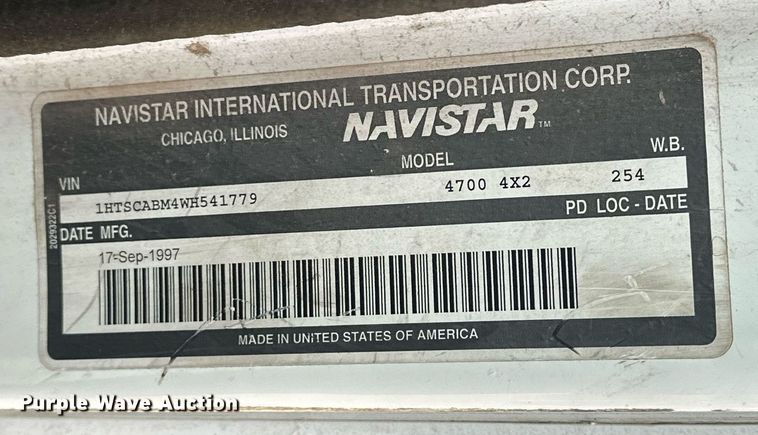 NAVISTAR INTERNATIONAL TRANSPORTATION CORP.
CHICAGO, ILLINOIS NAVISTAR™
VIN MODEL W.B.
1HTSCABM4WH541779 4700 4X2 254
DATE MFG. PD LOC - DATE
17-Sep-1997
MADE IN UNITED STATES OF AMERICA
2029322C1
Purple Wave Auction